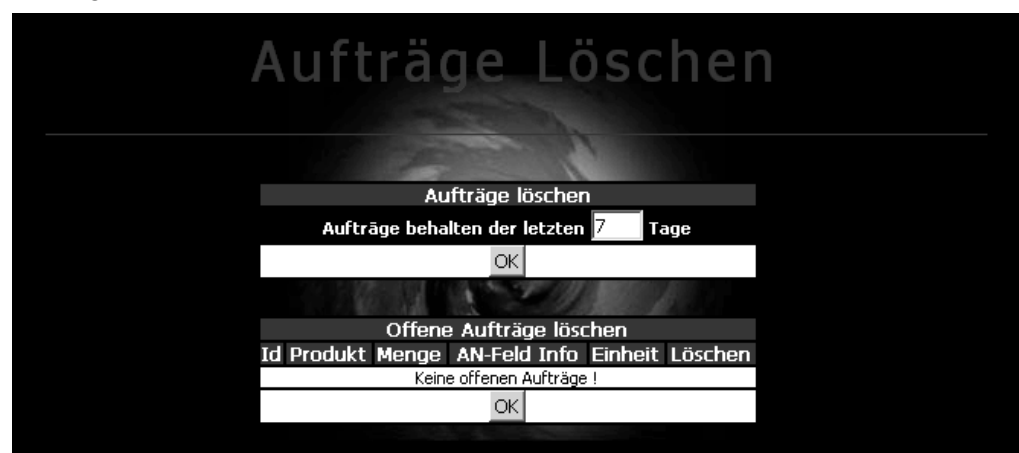 Aufträge Löschen
Aufträge löschen
Aufträge behalten der letzten 7 Tage
OK
Offene Aufträge löschen
Id Produkt Menge AN-Feld Info Einheit Löschen
Keine offenen Aufträge !
OK